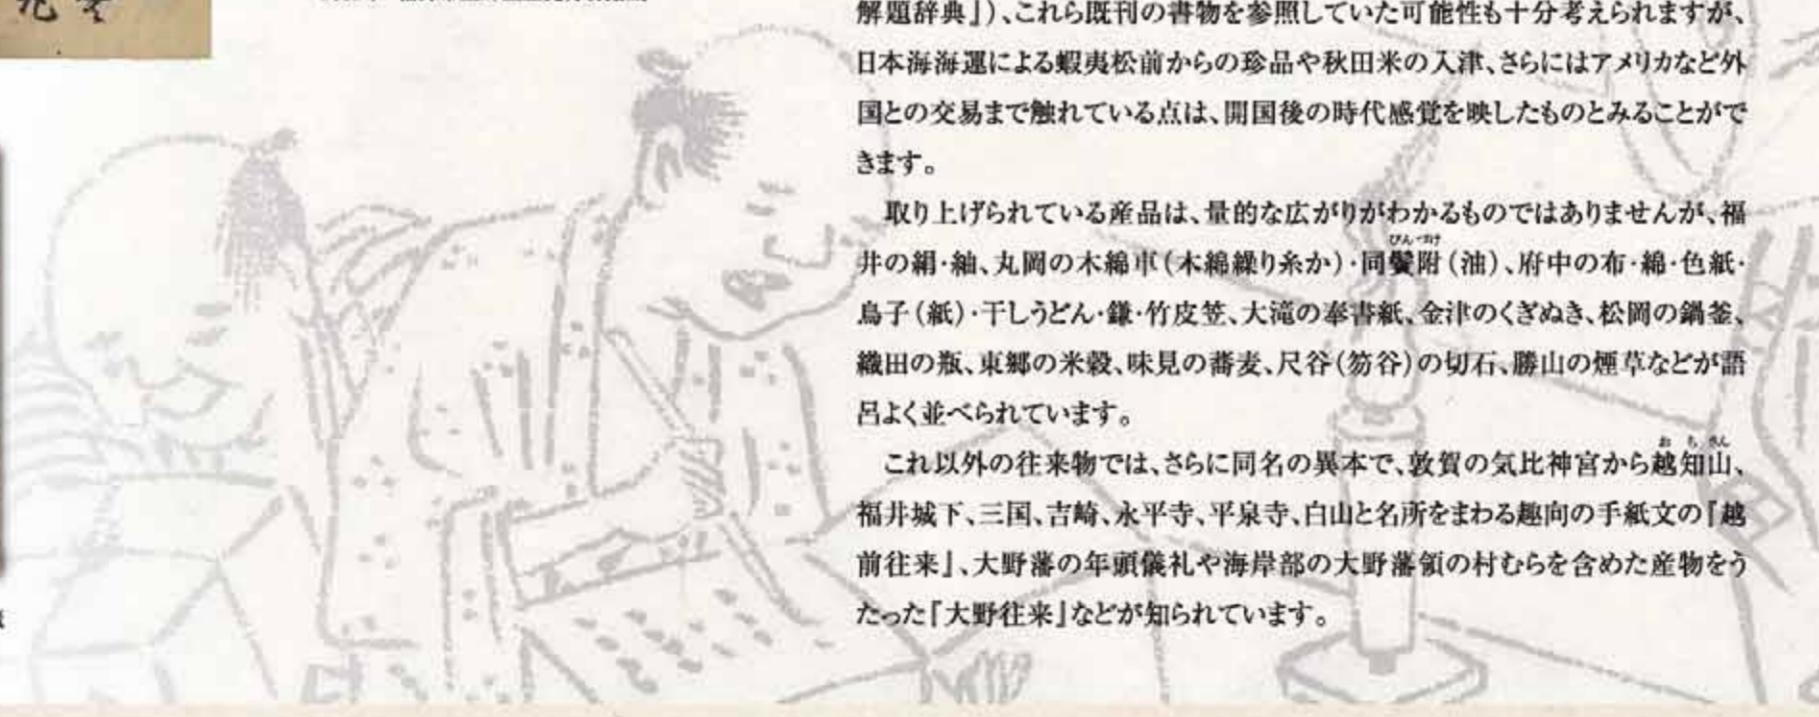 解題辞典』)、これら既刊の書物を参照していた可能性も十分考えられますが、
日本海海運による蝦夷松前からの珍品や秋田米の入津、さらにはアメリカなど外
国との交易まで触れている点は、開国後の時代感覚を映したものとみることがで
きます。
取り上げられている産品は、量的な広がりがわかるものではありませんが、福
びん・づけ
井の絹・紬、丸岡の木綿車(木綿繰り糸か)・同鬢附(油)、府中の布・綿・色紙・
鳥子(紙)・干しうどん・鎌・竹皮笠、大滝の奉書紙、金津のくぎぬき、松岡の鍋釜、
織田の瓶、東郷の米穀、味見の蕎麦、尺谷(笏谷)の切石、勝山の煙草などが語
呂よく並べられています。
おちさん
これ以外の往来物では、さらに同名の異本で、敦賀の気比神宮から越知山、
福井城下、三国、吉崎、永平寺、平泉寺、白山と名所をまわる趣向の手紙文の『越
前往来』、大野藩の年頭儀礼や海岸部の大野藩領の村むらを含めた産物をう
たった『大野往来』などが知られています。